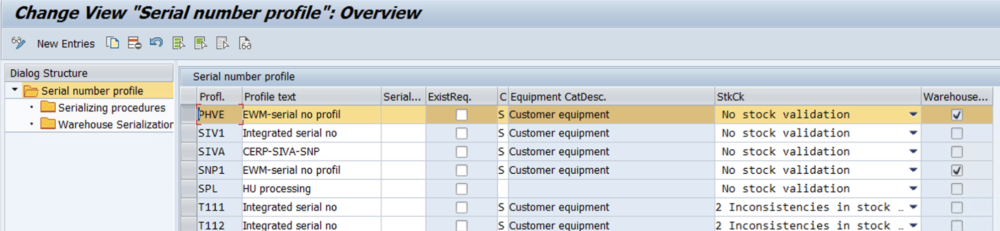 Change View "Serial number profile": Overview
New Entries
Dialog Structure
Serial number profile
Serializing procedures
Warehouse Serialization
Serial number profile
Profl. Profile text Serial... ExistReq. C Equipment CatDesc. StkCk Warehouse...
PHVE EWM-serial no profil S Customer equipment No stock validation
SIV1 Integrated serial no S Customer equipment No stock validation
SIVA CERP-SIVA-SNP S Customer equipment No stock validation
SNP1 EWM-serial no profil S Customer equipment No stock validation
SPL HU processing No stock validation
T111 Integrated serial no S Customer equipment 2 Inconsistencies in stock …
T112 Integrated serial no S Customer equipment 2 Inconsistencies in stock …